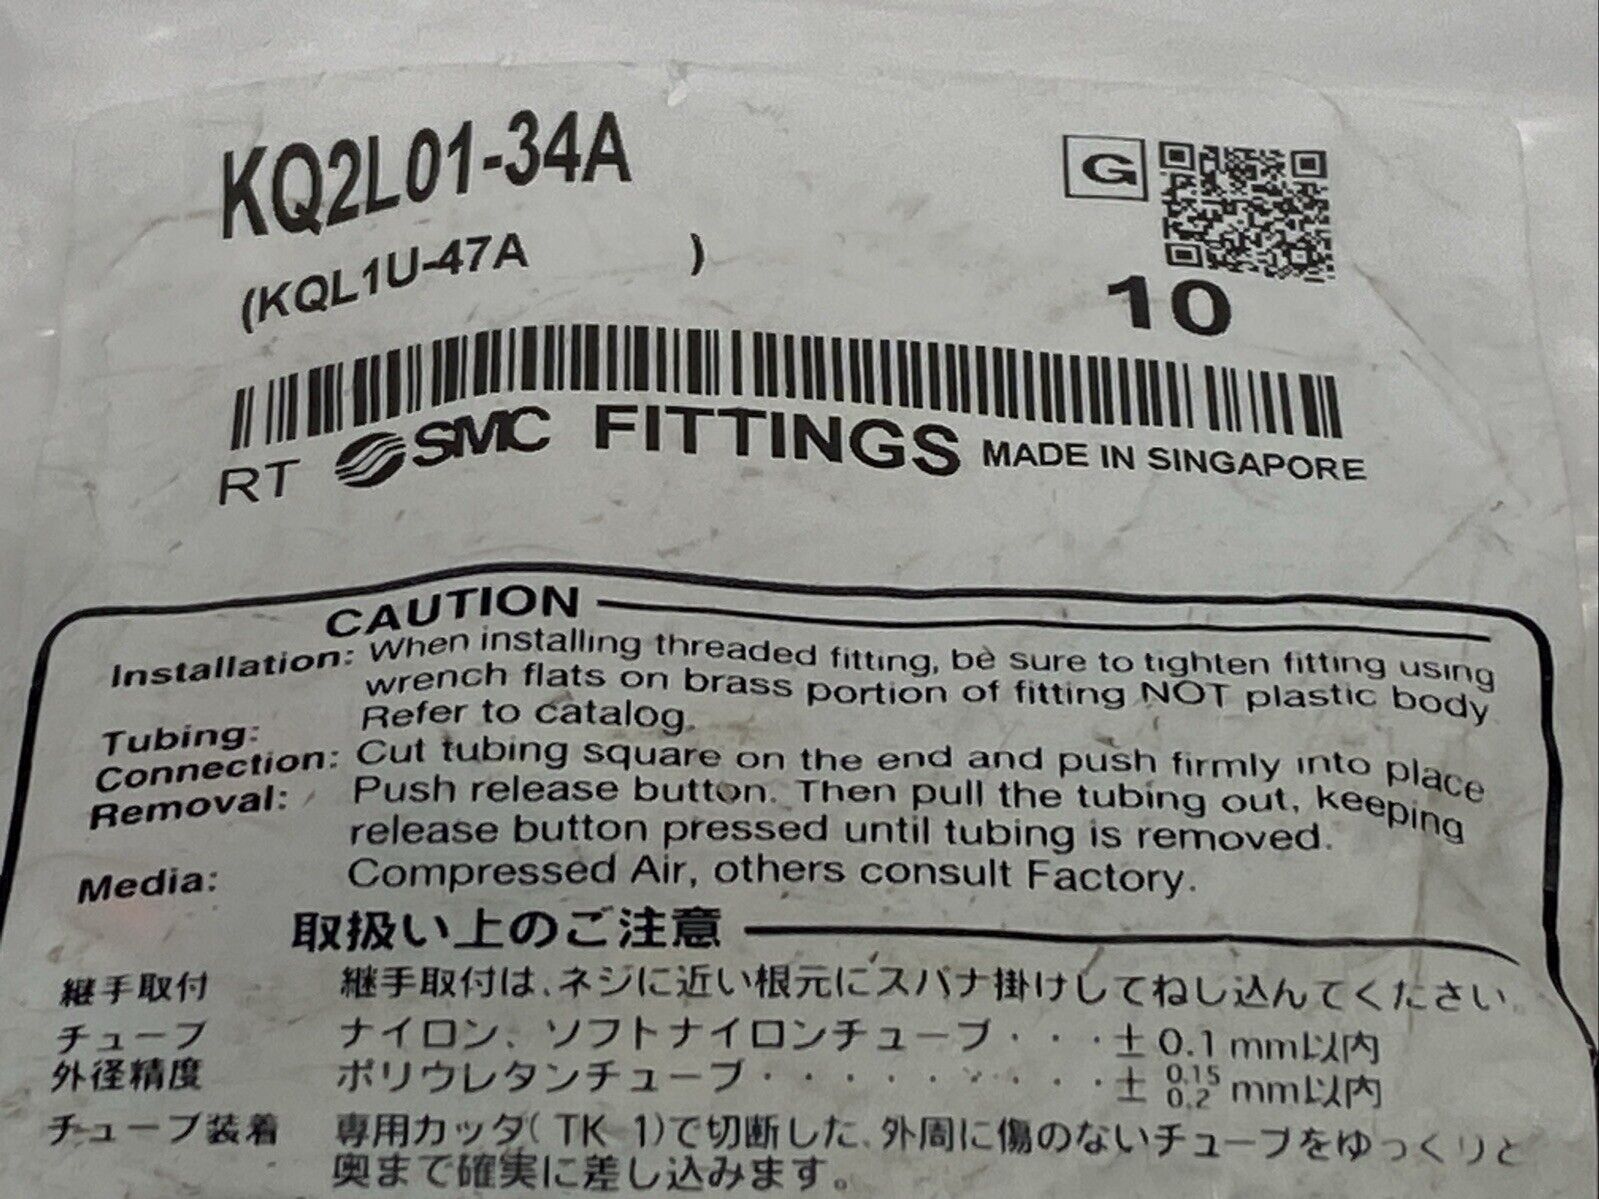 KQ2L01-34A
G
(KQL1U-47A )
10
RT SMC FITTINGS MADE IN SINGAPORE
CAUTION
Installation: When installing threaded fitting, be sure to tighten fitting using
wrench flats on brass portion of fitting NOT plastic body
Refer to catalog.
Tubing:
Connection: Cut tubing square on the end and push firmly into place
Removal: Push release button. Then pull the tubing out, keeping
release button pressed until tubing is removed.
Media: Compressed Air, others consult Factory.
取扱い上のご注意
継手取付 継手取付は、ネジに近い根元にスパナ掛けしてねじ込んてください。
チューブ ナイロン、ソフトナイロンチューブ・・・± 0.1 mm以内
外径精度 ポリウレタンチューブ・・・・・・・・・± 0.15 0.2 mm以内
チューブ装着 専用カッタ( TK 1)で切断した、外周に傷のないチューブをゆっくりと
奥まで確実に差し込みます。